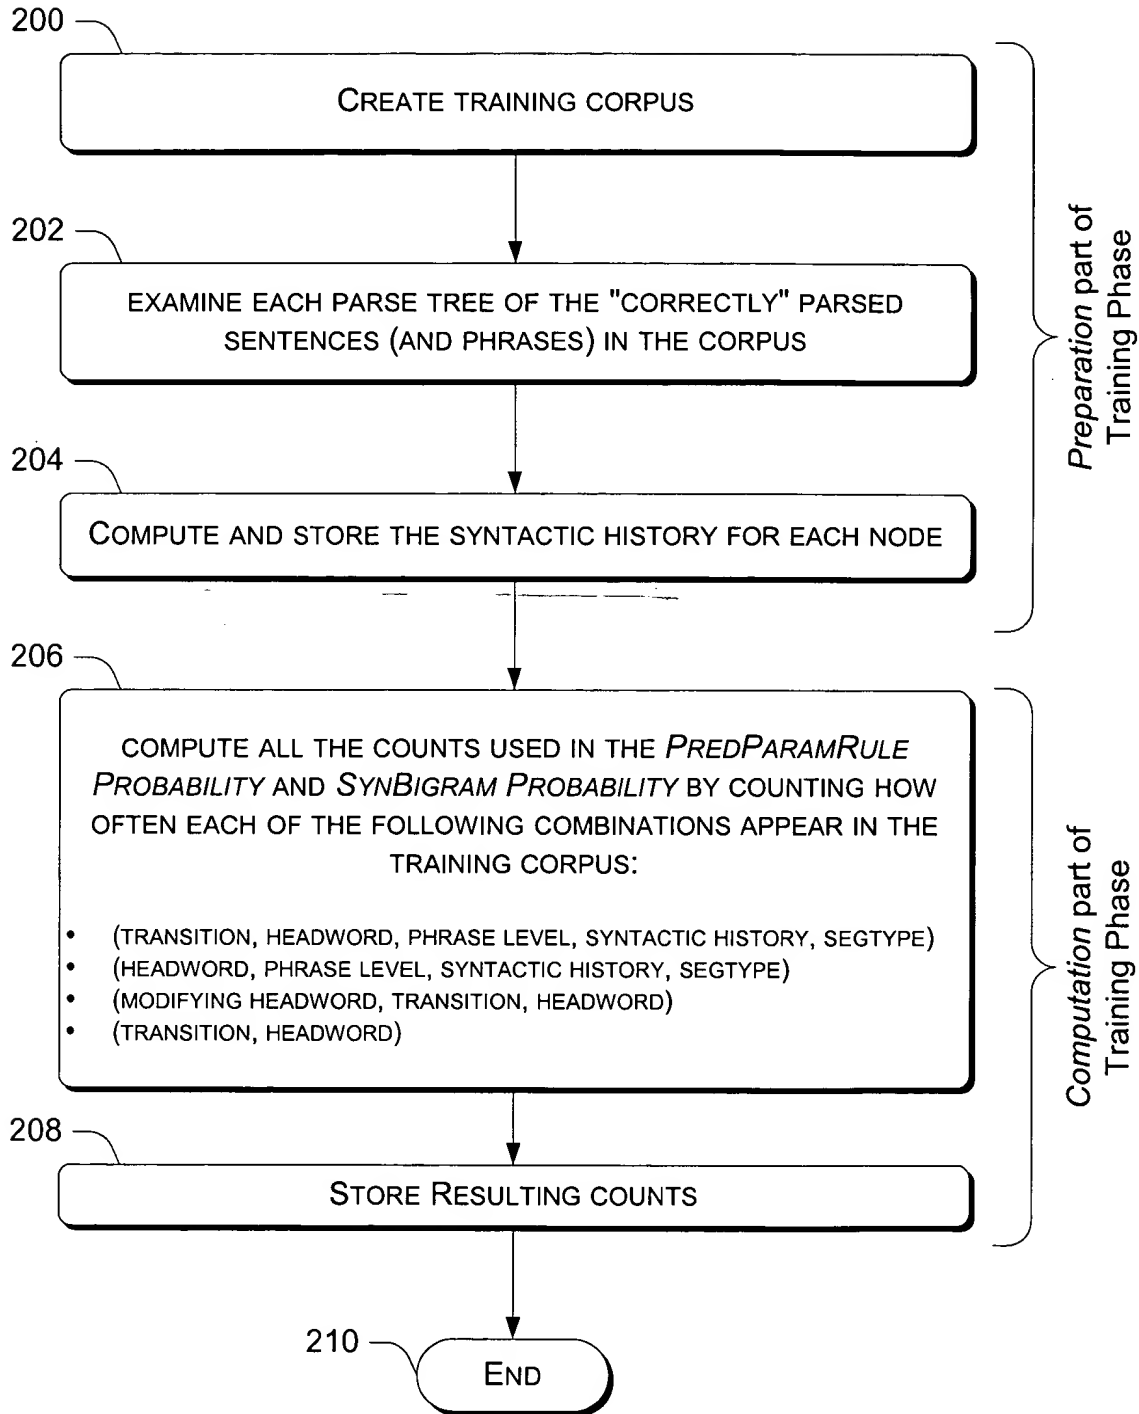 200
CREATE TRAINING CORPUS
202
EXAMINE EACH PARSE TREE OF THE "CORRECTLY" PARSED
SENTENCES (AND PHRASES) IN THE CORPUS
204
COMPUTE AND STORE THE SYNTACTIC HISTORY FOR EACH NODE
Preparation part of
Training Phase
206
COMPUTE ALL THE COUNTS USED IN THE PREDPARAMRULE
PROBABILITY AND SYNBIGRAM PROBABILITY BY COUNTING HOW
OFTEN EACH OF THE FOLLOWING COMBINATIONS APPEAR IN THE
TRAINING CORPUS:
• (TRANSITION, HEADWORD, PHRASE LEVEL, SYNTACTIC HISTORY, SEGTYPE)
• (HEADWORD, PHRASE LEVEL, SYNTACTIC HISTORY, SEGTYPE)
• (MODIFYING HEADWORD, TRANSITION, HEADWORD)
• (TRANSITION, HEADWORD)
208
STORE RESULTING COUNTS
Computation part of
Training Phase
210
END